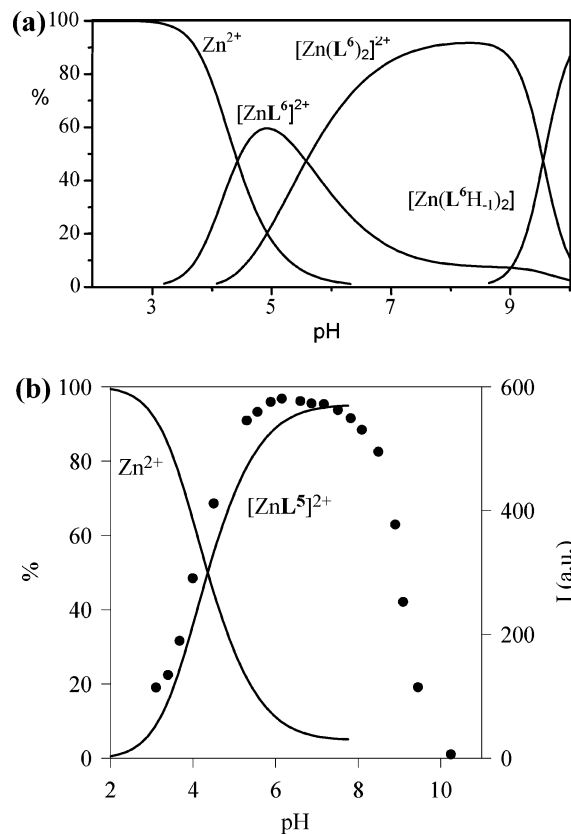 (a)
100
80
60
40
20
0
%
Zn2+
[ZnL6]2+
[Zn(L6)2]2+
[Zn(L6H-1)2]
3 5 7 9
pH
(b)
100
80
60
40
20
0
%
Zn2+
[ZnL5]2+
600
400
200
0
I (a.u.)
2 4 6 8 10
pH